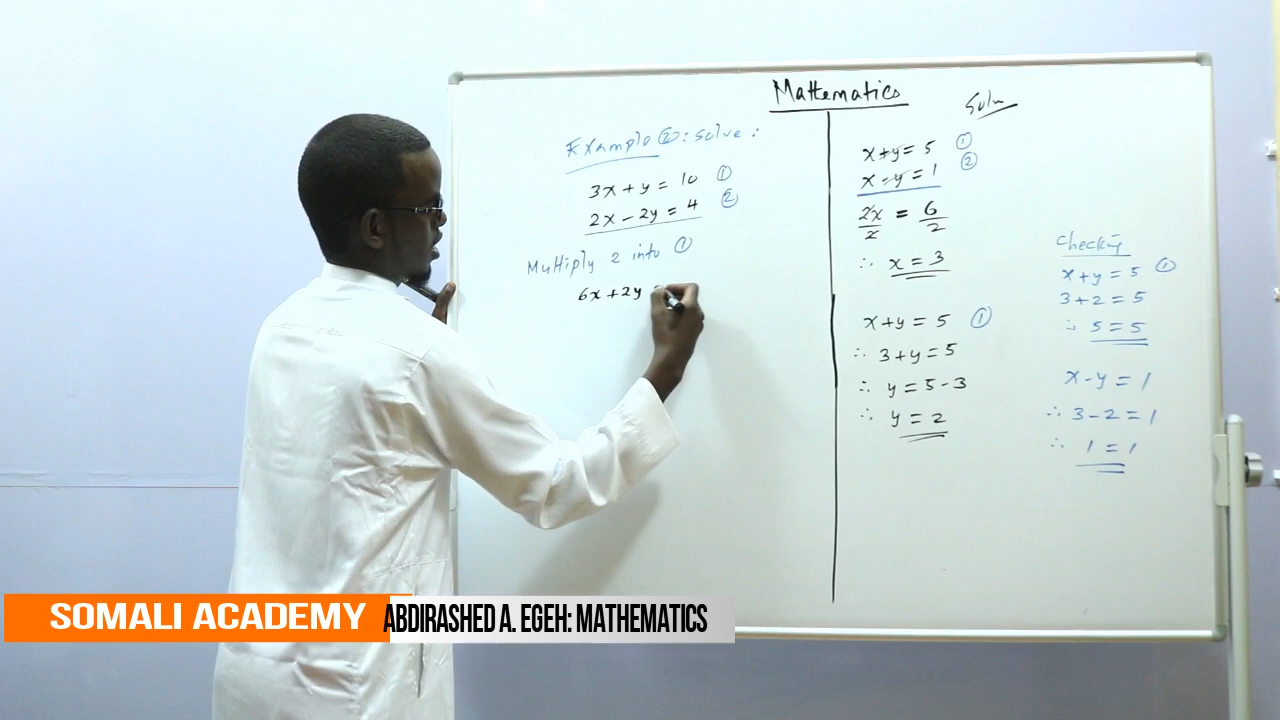 Mathematics
Example ②: solve:
3x + y = 10 ①
2x - 2y = 4 ②
Multiply 2 into ①
6x + 2y
Soln
x + y = 5 ①
x - y = 1 ②
2x/2 = 6/2
∴ x = 3
x + y = 5 ①
∴ 3 + y = 5
∴ y = 5 - 3
∴ y = 2
Checking
x + y = 5 ①
3 + 2 = 5
∴ 5 = 5
x - y = 1
∴ 3 - 2 = 1
∴ 1 = 1
SOMALI ACADEMY
ABDIRASHED A. EGEH: MATHEMATICS